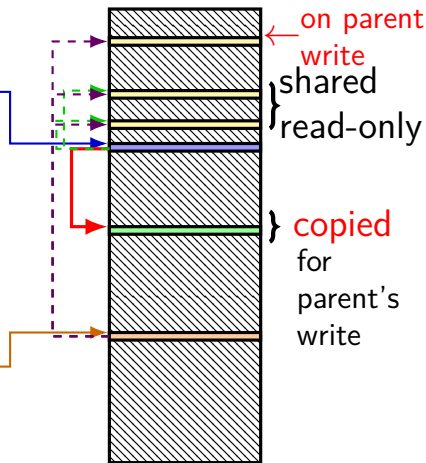 on parent
write
shared
read-only
copied
for
parent's
write